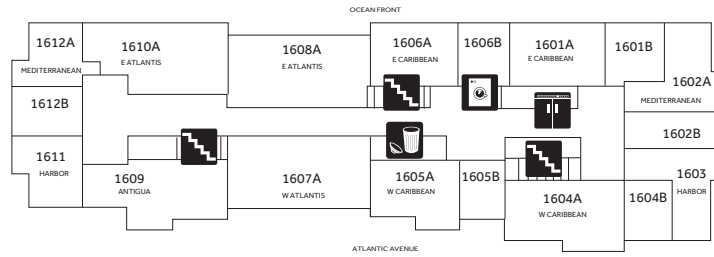 OCEAN FRONT
1612A
MEDITERRANEAN
1610A
E ATLANTIS
1608A
E ATLANTIS
1606A
E CARIBBEAN
1606B
1601A
E CARIBBEAN
1601B
1602A
MEDITERRANEAN
1612B
1602B
1611
HARBOR
1609
ANTIGUA
1607A
W ATLANTIS
1605A
W CARIBBEAN
1605B
1604A
W CARIBBEAN
1604B
1603
HARBOR
ATLANTIC AVENUE